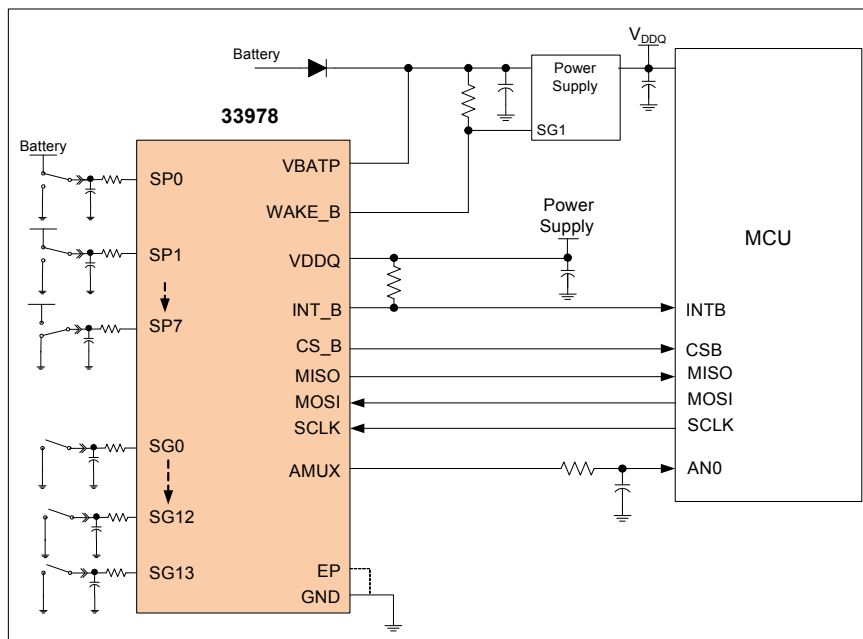 33978
Battery
SP0
SP1
SP7
SG0
SG12
SG13
VBATP
WAKE_B
VDDQ
INT_B
CS_B
MISO
MOSI
SCLK
AMUX
EP
GND
Battery
Power
Supply
SG1
VDDQ
Power
Supply
MCU
INTB
CSB
MISO
MOSI
SCLK
AN0